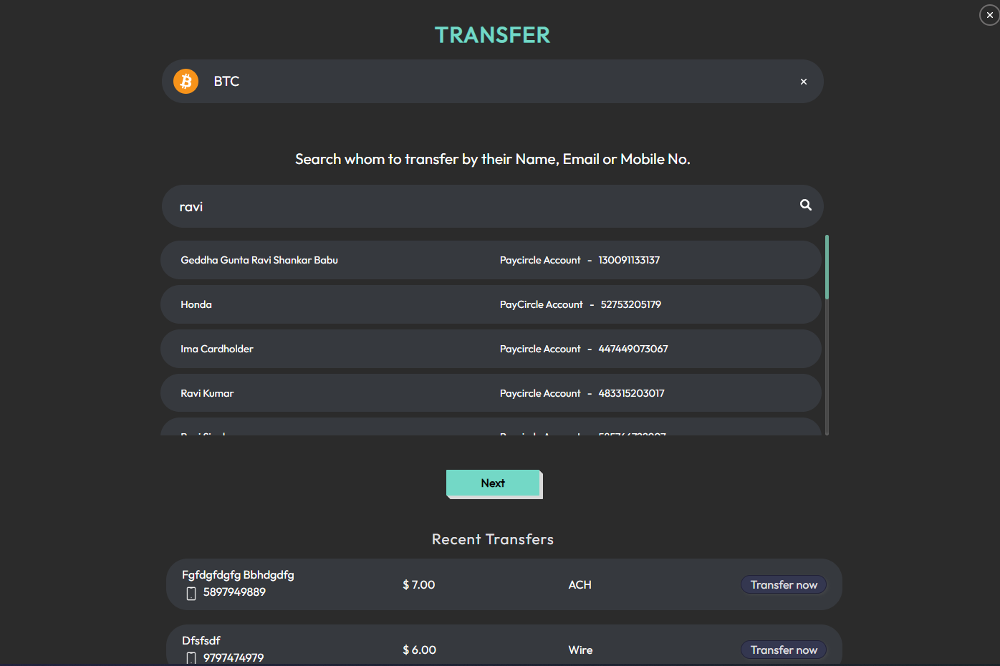 TRANSFER
BTC
Search whom to transfer by their Name, Email or Mobile No.
ravi
Geddha Gunta Ravi Shankar Babu Paycircle Account - 130091133137
Honda PayCircle Account - 52753205179
Ima Cardholder Paycircle Account - 447449073067
Ravi Kumar Paycircle Account - 483315203017
Next
Recent Transfers
Fgfdgfdgfg Bbhdgdfg
5897949889 $ 7.00 ACH Transfer now
Dfsfsdf
9797474979 $ 6.00 Wire Transfer now